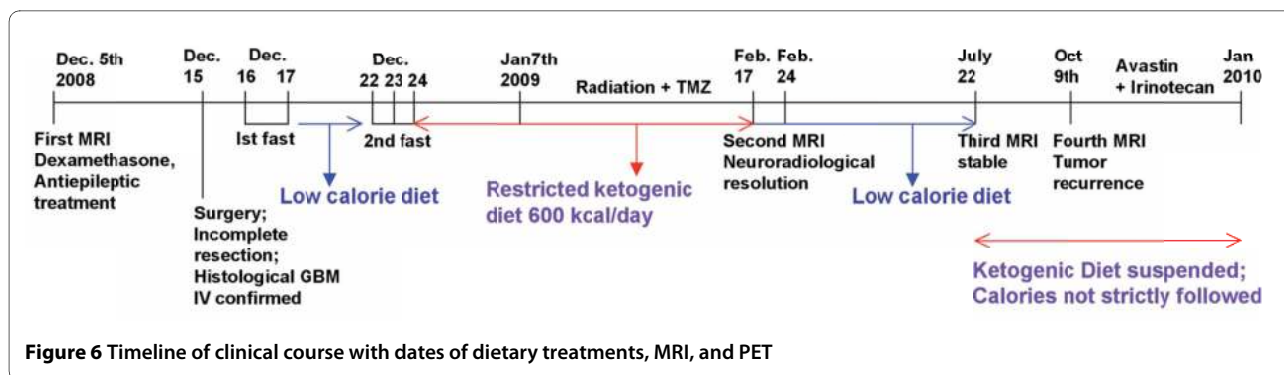 Dec. 5th
2008
Dec.
15
Dec.
16 17
Dec.
22 23 24
Jan7th
2009
Radiation + TMZ
Feb. Feb.
17 24
July
22
Oct
9th
Avastin
+ Irinotecan
Jan
2010
First MRI
Dexamethasone,
Antiepileptic
treatment
Surgery;
Incomplete
resection;
Histological GBM
IV confirmed
Ist fast
Low calorie diet
2nd fast
Restricted ketogenic
diet 600 kcal/day
Second MRI
Neuroradiological
resolution
Low calorie diet
Third MRI
stable
Fourth MRI
Tumor
recurrence
Ketogenic Diet suspended;
Calories not strictly followed
Figure 6 Timeline of clinical course with dates of dietary treatments, MRI, and PET